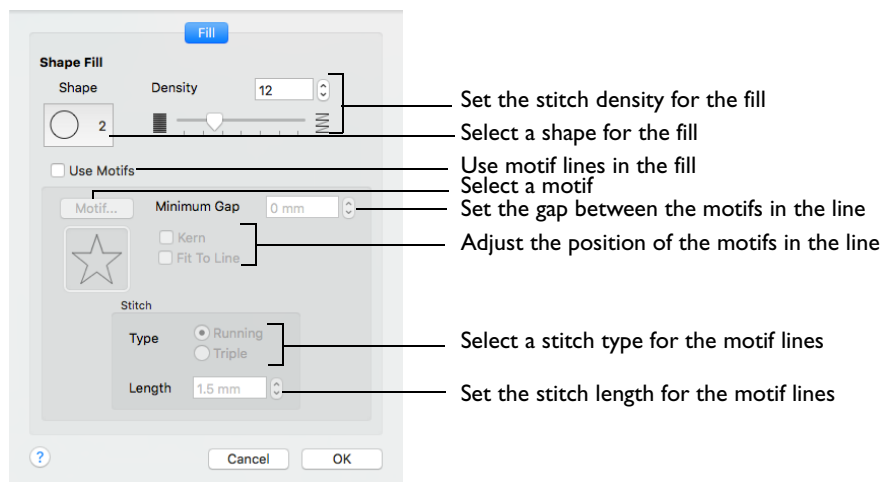 Fill
Shape Fill
Shape
Density
12
2
Use Motifs
Motif...
Minimum Gap
0 mm
Kern
Fit To Line
Stitch
Type
Running
Triple
Length
1.5 mm
?
Cancel
OK
Set the stitch density for the fill
Select a shape for the fill
Use motif lines in the fill
Select a motif
Set the gap between the motifs in the line
Adjust the position of the motifs in the line
Select a stitch type for the motif lines
Set the stitch length for the motif lines